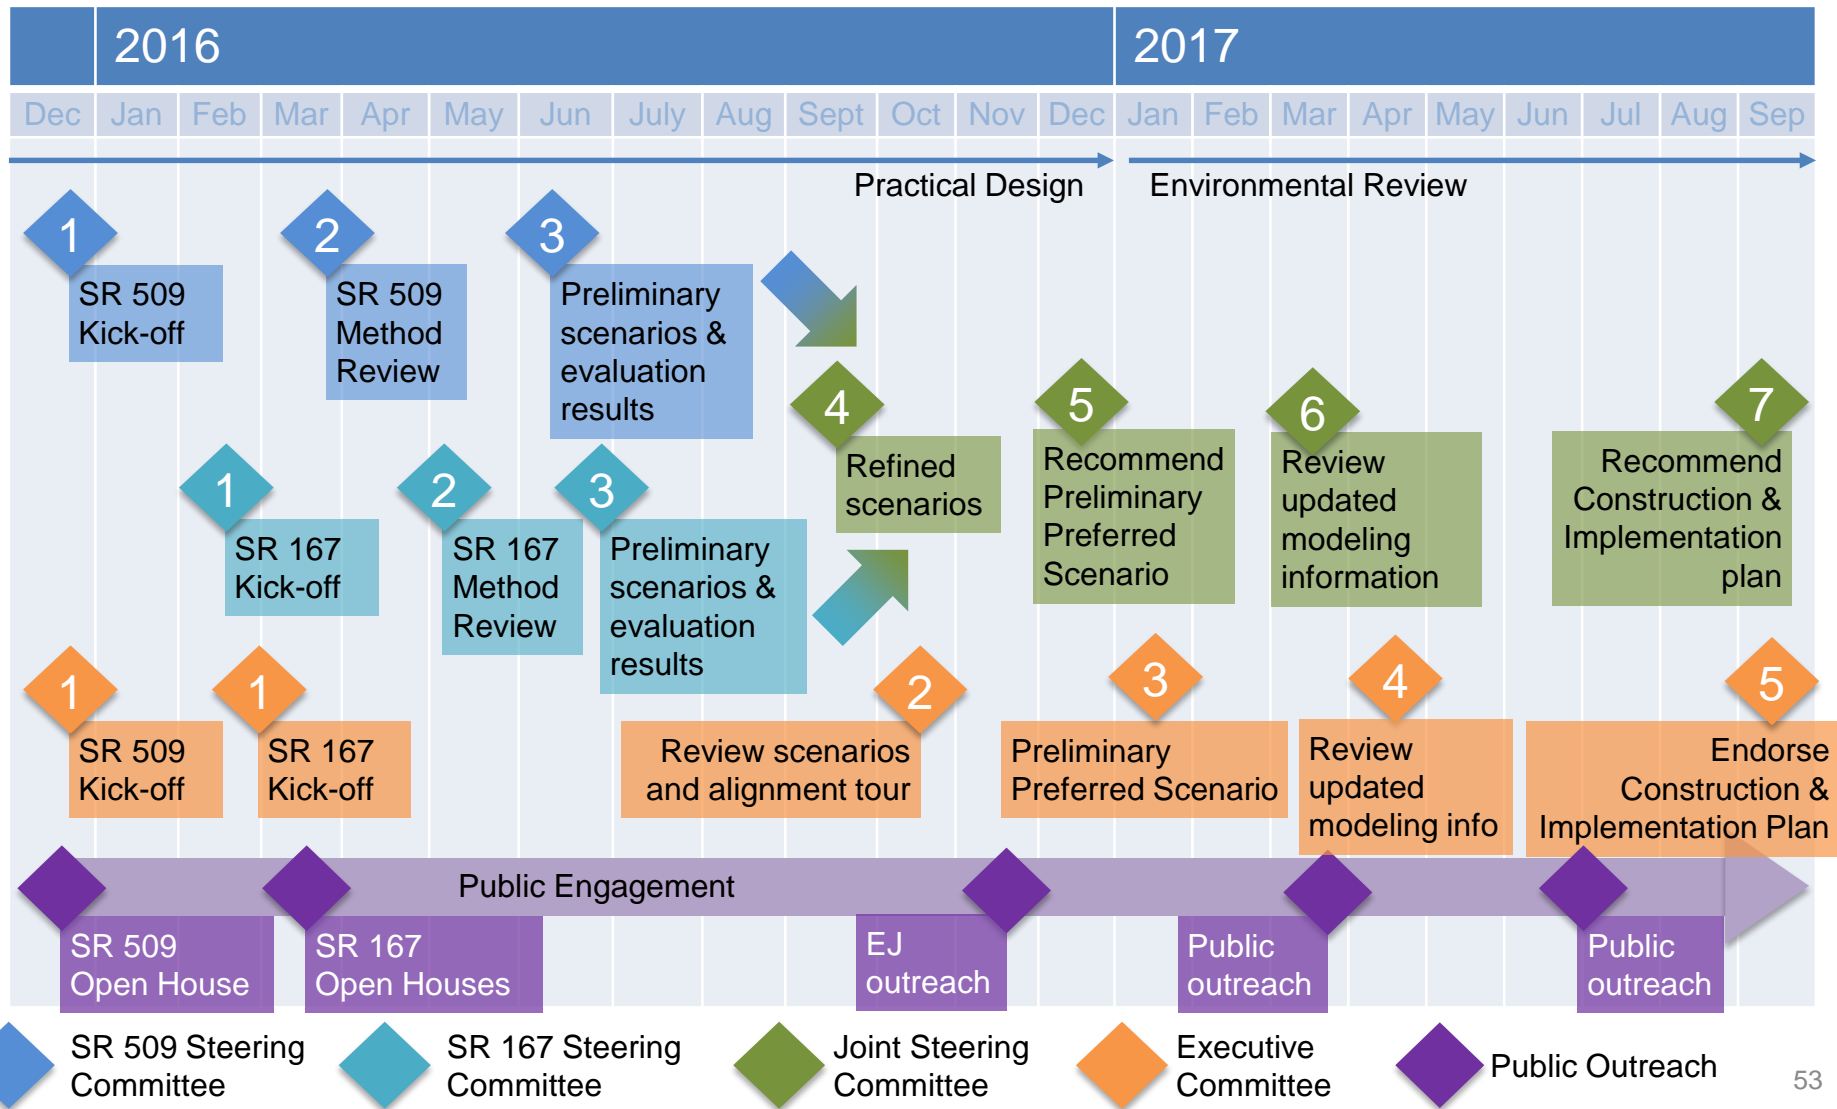 2016
2017
Dec Jan Feb Mar Apr May Jun July Aug Sept Oct Nov Dec Jan Feb Mar Apr May Jun Jul Aug Sep
Practical Design
Environmental Review
1
SR 509
Kick-off
2
SR 509
Method
Review
3
Preliminary
scenarios &
evaluation
results
1
SR 167
Kick-off
2
SR 167
Method
Review
3
Preliminary
scenarios &
evaluation
results
4
Refined
scenarios
5
Recommend
Preliminary
Preferred
Scenario
6
Review
updated
modeling
information
7
Recommend
Construction &
Implementation
plan
1
SR 509
Kick-off
1
SR 167
Kick-off
2
Review scenarios
and alignment tour
3
Preliminary
Preferred Scenario
4
Review
updated
modeling info
5
Endorse
Construction &
Implementation Plan
Public Engagement
SR 509
Open House
SR 167
Open Houses
EJ
outreach
Public
outreach
Public
outreach
SR 509 Steering
Committee
SR 167 Steering
Committee
Joint Steering
Committee
Executive
Committee
Public Outreach
53